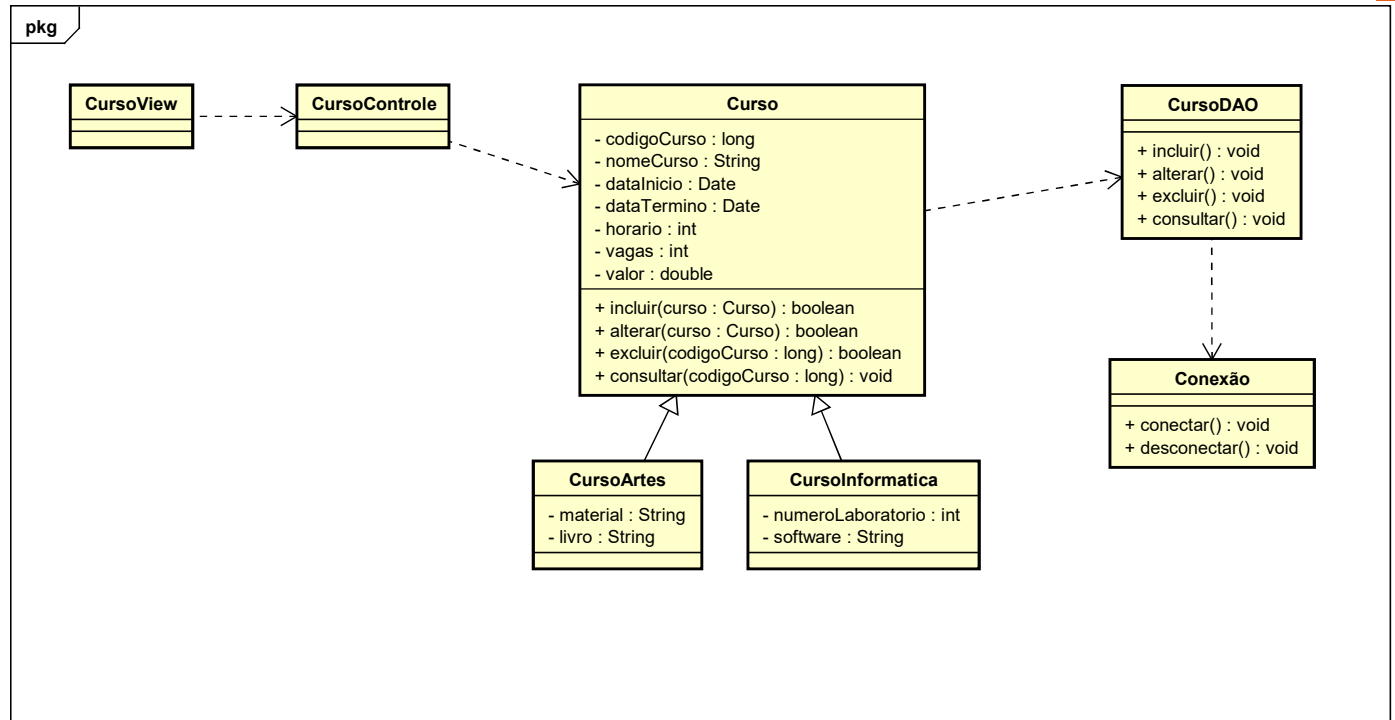 pkg
CursoView
CursoControle
Curso
- codigoCurso : long
- nomeCurso : String
- dataInicio : Date
- dataTermino : Date
- horario : int
- vagas : int
- valor : double
+ incluir(curso : Curso) : boolean
+ alterar(curso : Curso) : boolean
+ excluir(codigoCurso : long) : boolean
+ consultar(codigoCurso : long) : void
CursoDAO
+ incluir() : void
+ alterar() : void
+ excluir() : void
+ consultar() : void
Conexão
+ conectar() : void
+ desconectar() : void
CursoArtes
- material : String
- livro : String
CursoInformatica
- numeroLaboratorio : int
- software : String